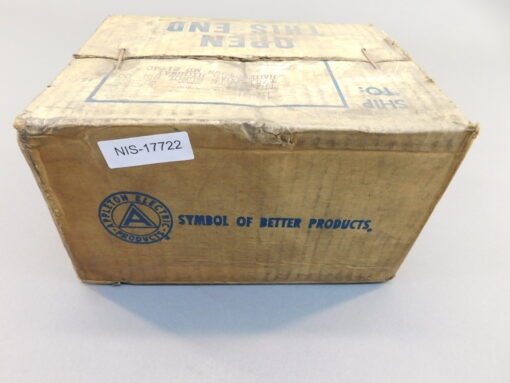 OPEN
THIS END
SHIP
TO:
NIS-17722
APPLETON ELECTRIC
PRODUCTS
A
SYMBOL OF BETTER PRODUCTS